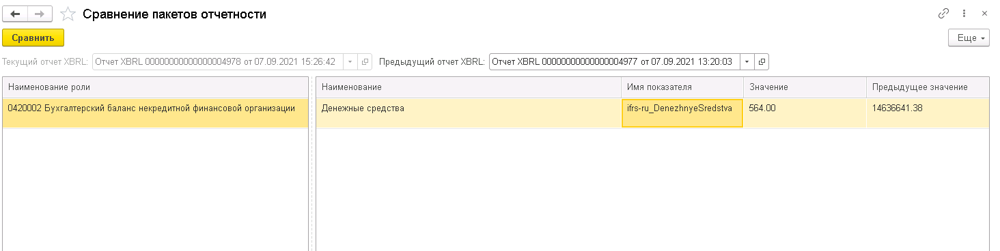 Сравнение пакетов отчетности
Сравнить
Еще
Текущий отчет XBRL: Отчет XBRL 00000000000000004978 от 07.09.2021 15:26:42 Предыдущий отчет XBRL: Отчет XBRL 00000000000000004977 от 07.09.2021 13:20:03
Наименование роли Наименование Имя показателя Значение Предыдущее значение
0420002 Бухгалтерский баланс некредитной финансовой организации Денежные средства ifrs-ru_DenezhnyeSredstva 564.00 14636641.38